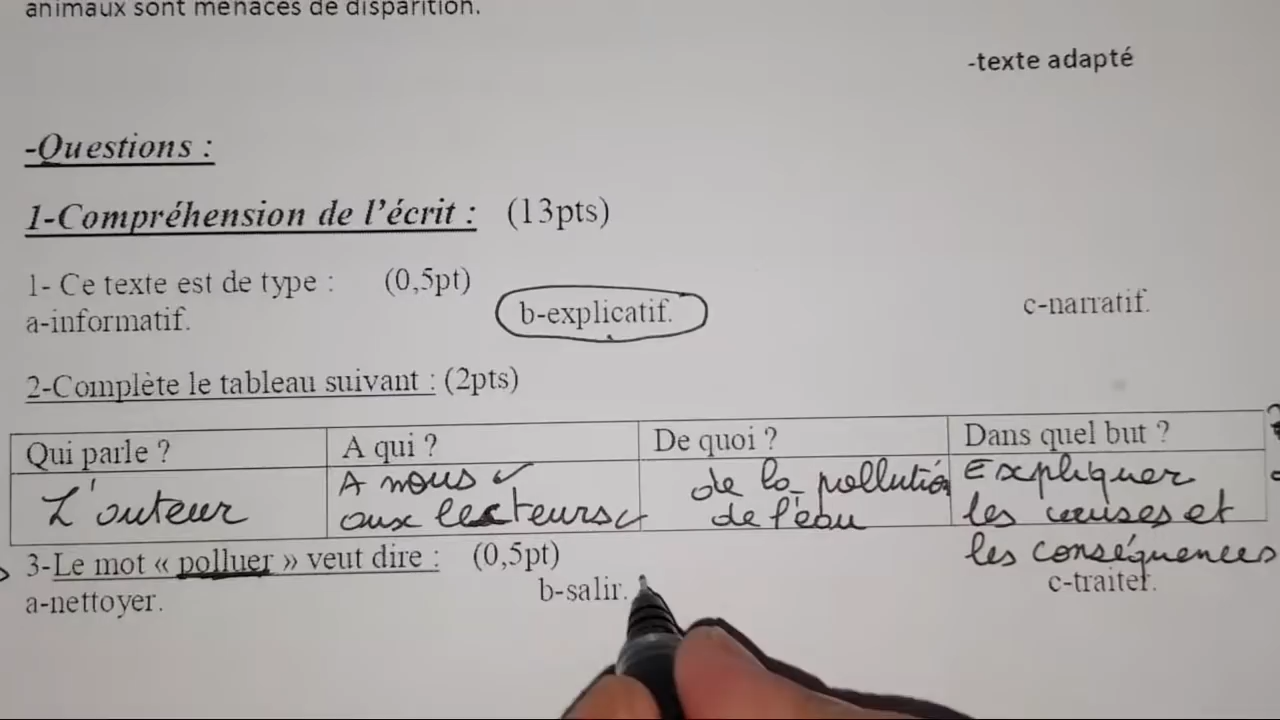 animaux sont menacés de disparition.
-texte adapté
-Questions :
1-Compréhension de l'écrit : (13pts)
1- Ce texte est de type : (0,5pt)
a-informatif. b-explicatif. c-narratif.
2-Complète le tableau suivant : (2pts)
Qui parle ? A qui ? De quoi ? Dans quel but ?
L'auteur
A nous
aux lecteurs
de la pollution
de l'eau
Expliquer
les causes et
les conséquences
3-Le mot « polluer » veut dire : (0,5pt)
a-nettoyer. b-salir. c-traiter.